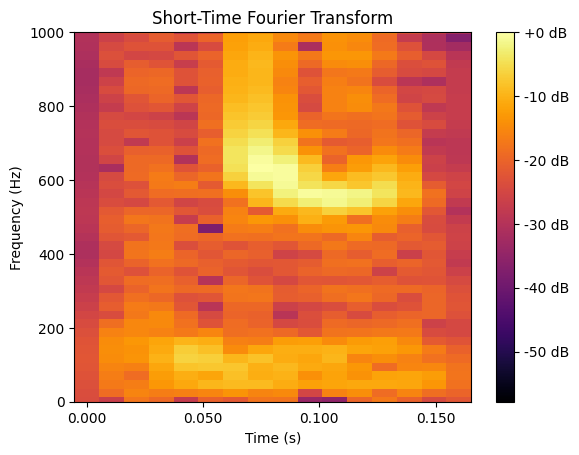 Short-Time Fourier Transform
1000
800
600
400
200
0
Frequency (Hz)
0.000
0.050
0.100
0.150
Time (s)
+0 dB
-10 dB
-20 dB
-30 dB
-40 dB
-50 dB